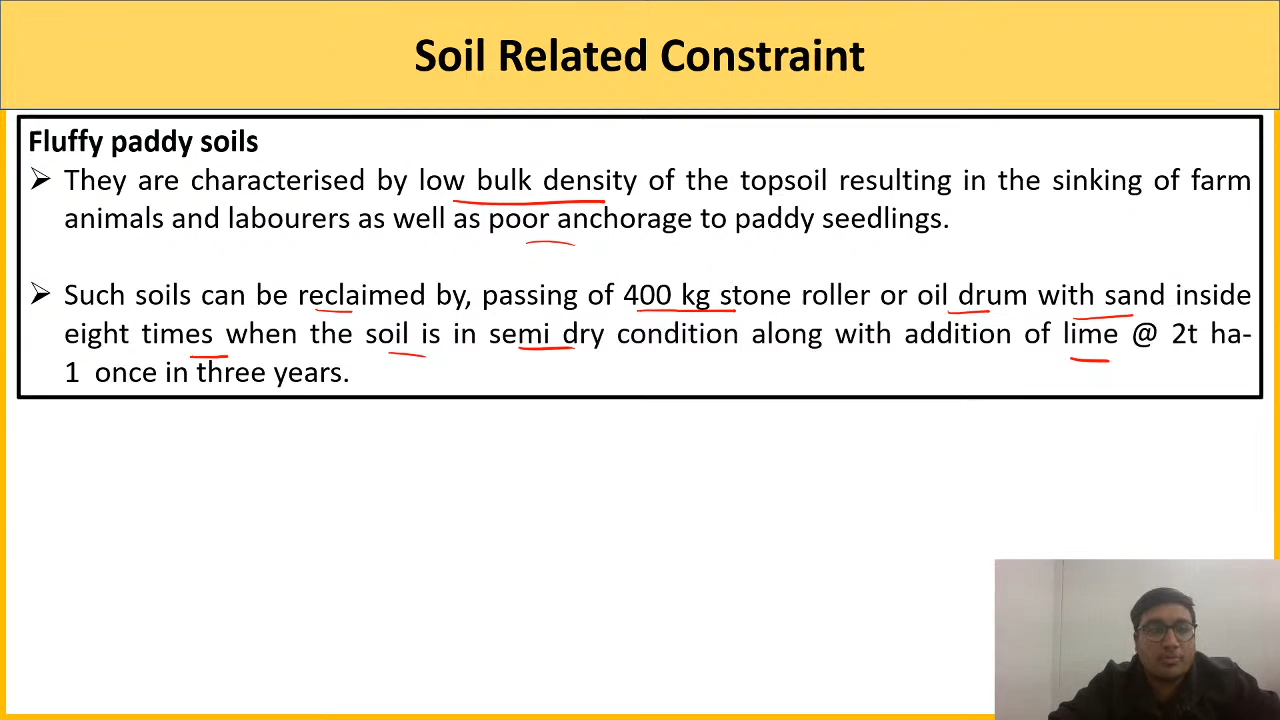 Soil Related Constraint
Fluffy paddy soils
➢ They are characterised by low bulk density of the topsoil resulting in the sinking of farm
animals and labourers as well as poor anchorage to paddy seedlings.
➢ Such soils can be reclaimed by, passing of 400 kg stone roller or oil drum with sand inside
eight times when the soil is in semi dry condition along with addition of lime @ 2t ha-
1 once in three years.